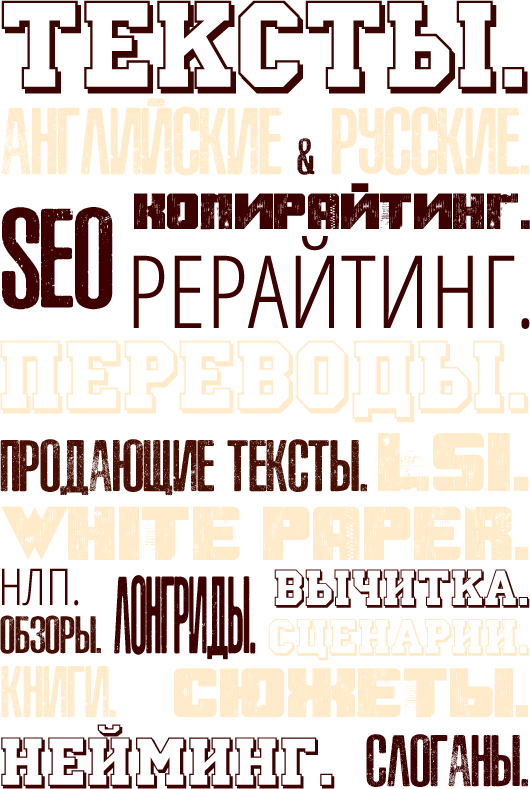 ТЕКСТЫ.
АНГЛИЙСКИЕ & РУССКИЕ.
SEO
КОПИРАЙТИНГ.
РЕРАЙТИНГ.
ПЕРЕВОДЫ.
ПРОДАЮЩИЕ ТЕКСТЫ. LSI.
WHITE PAPER.
НЛП.
ОБЗОРЫ.
ЛОНГРИДЫ.
ВЫЧИТКА.
СЦЕНАРИИ.
КНИГИ. СЮЖЕТЫ.
НЕЙМИНГ. СЛОГАНЫ.